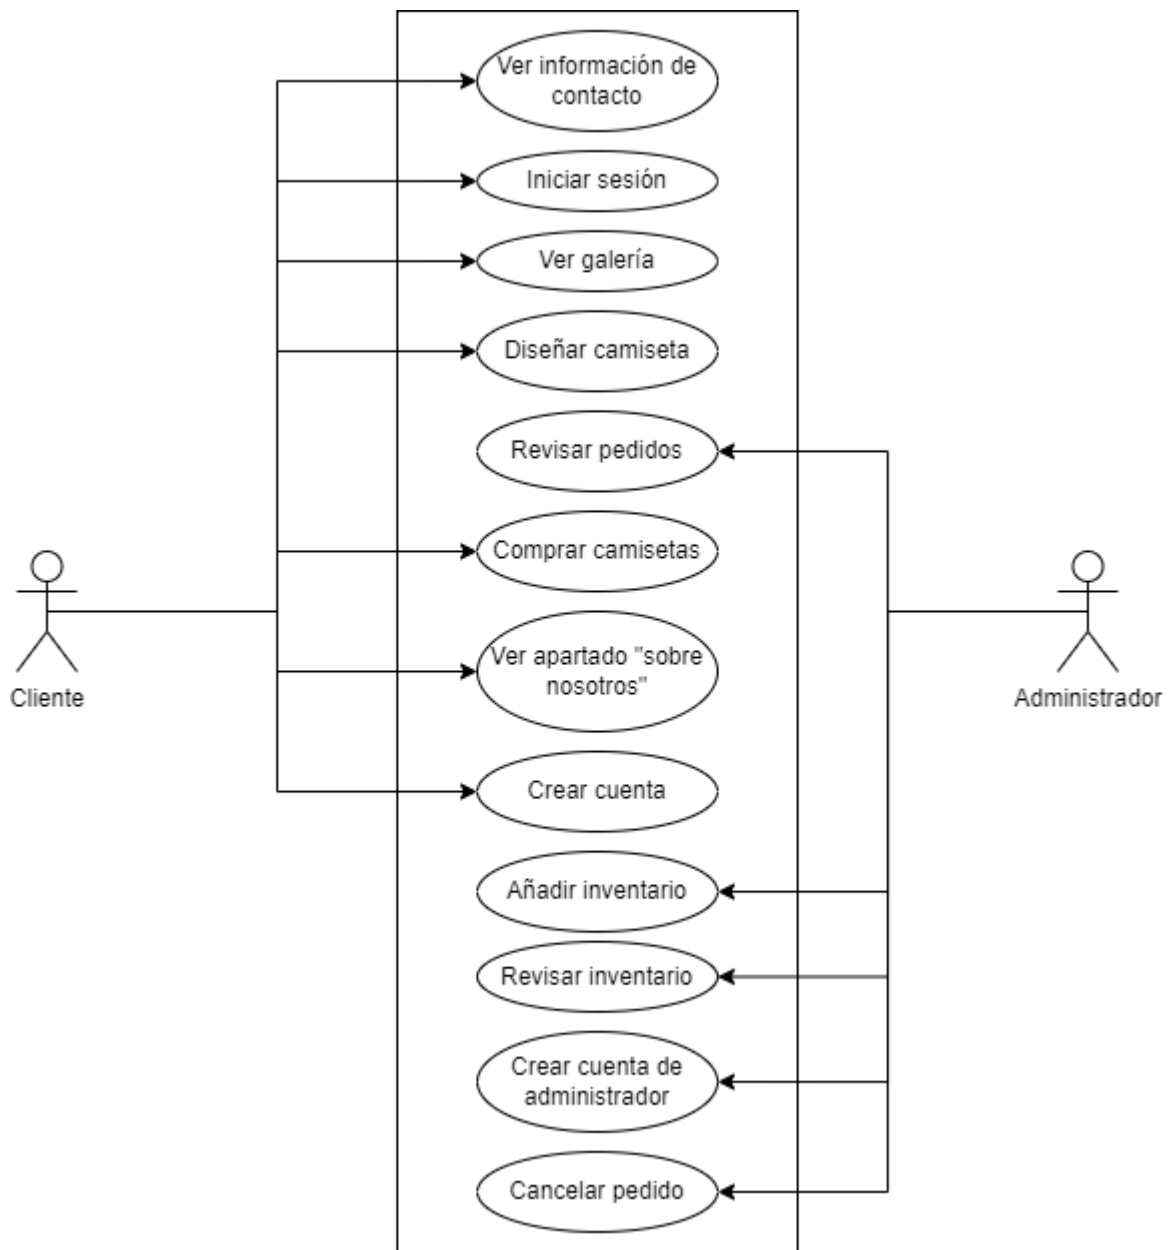 Ver información de
contacto
Iniciar sesión
Ver galería
Diseñar camiseta
Revisar pedidos
Comprar camisetas
Ver apartado "sobre
nosotros"
Cliente
Administrador
Crear cuenta
Añadir inventario
Revisar inventario
Crear cuenta de
administrador
Cancelar pedido